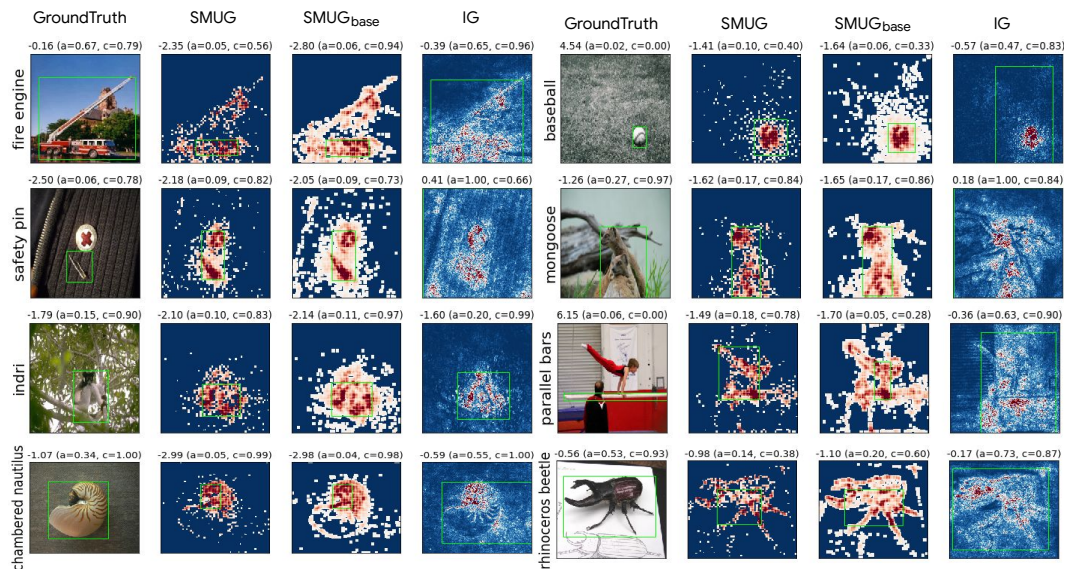 GroundTruth SMUG SMUGbase IG GroundTruth SMUG SMUGbase IG
-0.16 (a=0.67, c=0.79) -2.35 (a=0.05, c=0.56) -2.80 (a=0.06, c=0.94) -0.39 (a=0.65, c=0.96) 4.54 (a=0.02, c=0.00) -1.41 (a=0.10, c=0.40) -1.64 (a=0.06, c=0.33) -0.57 (a=0.47, c=0.83)
fire engine baseball
-2.50 (a=0.06, c=0.78) -2.18 (a=0.09, c=0.82) -2.05 (a=0.09, c=0.73) 0.41 (a=1.00, c=0.66) -1.26 (a=0.27, c=0.97) -1.62 (a=0.17, c=0.84) -1.65 (a=0.17, c=0.86) 0.18 (a=1.00, c=0.84)
safety pin mongoose
-1.79 (a=0.15, c=0.90) -2.10 (a=0.10, c=0.83) -2.14 (a=0.11, c=0.97) -1.60 (a=0.20, c=0.99) 6.15 (a=0.06, c=0.00) -1.49 (a=0.18, c=0.78) -1.70 (a=0.05, c=0.28) -0.36 (a=0.63, c=0.90)
indri parallel bars
-1.07 (a=0.34, c=1.00) -2.99 (a=0.05, c=0.99) -2.98 (a=0.04, c=0.98) -0.59 (a=0.55, c=1.00) -0.56 (a=0.53, c=0.93) -0.98 (a=0.14, c=0.38) -1.10 (a=0.20, c=0.60) -0.17 (a=0.73, c=0.87)
chambered nautilus rhinoceros beetle